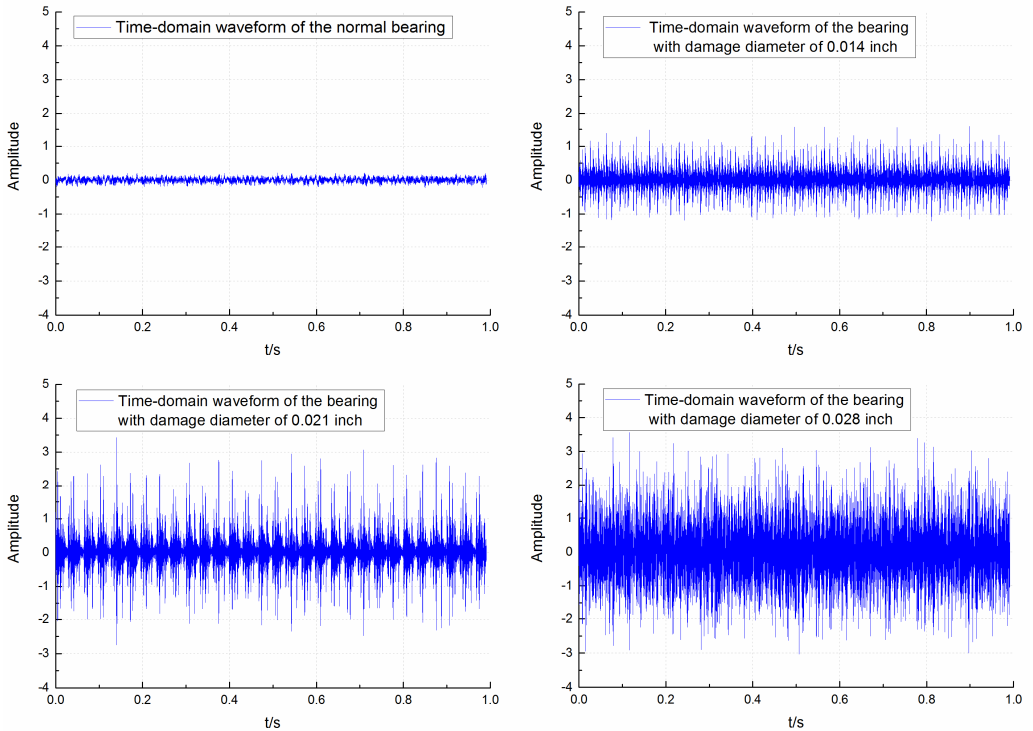 Time-domain waveform of the normal bearing
5
4
3
2
1
0
-1
-2
-3
-4
Amplitude
0.0 0.2 0.4 0.6 0.8 1.0
t/s
Time-domain waveform of the bearing
with damage diameter of 0.014 inch
5
4
3
2
1
0
-1
-2
-3
-4
Amplitude
0.0 0.2 0.4 0.6 0.8 1.0
t/s
Time-domain waveform of the bearing
with damage diameter of 0.021 inch
5
4
3
2
1
0
-1
-2
-3
-4
Amplitude
0.0 0.2 0.4 0.6 0.8 1.0
t/s
Time-domain waveform of the bearing
with damage diameter of 0.028 inch
5
4
3
2
1
0
-1
-2
-3
-4
Amplitude
0.0 0.2 0.4 0.6 0.8 1.0
t/s